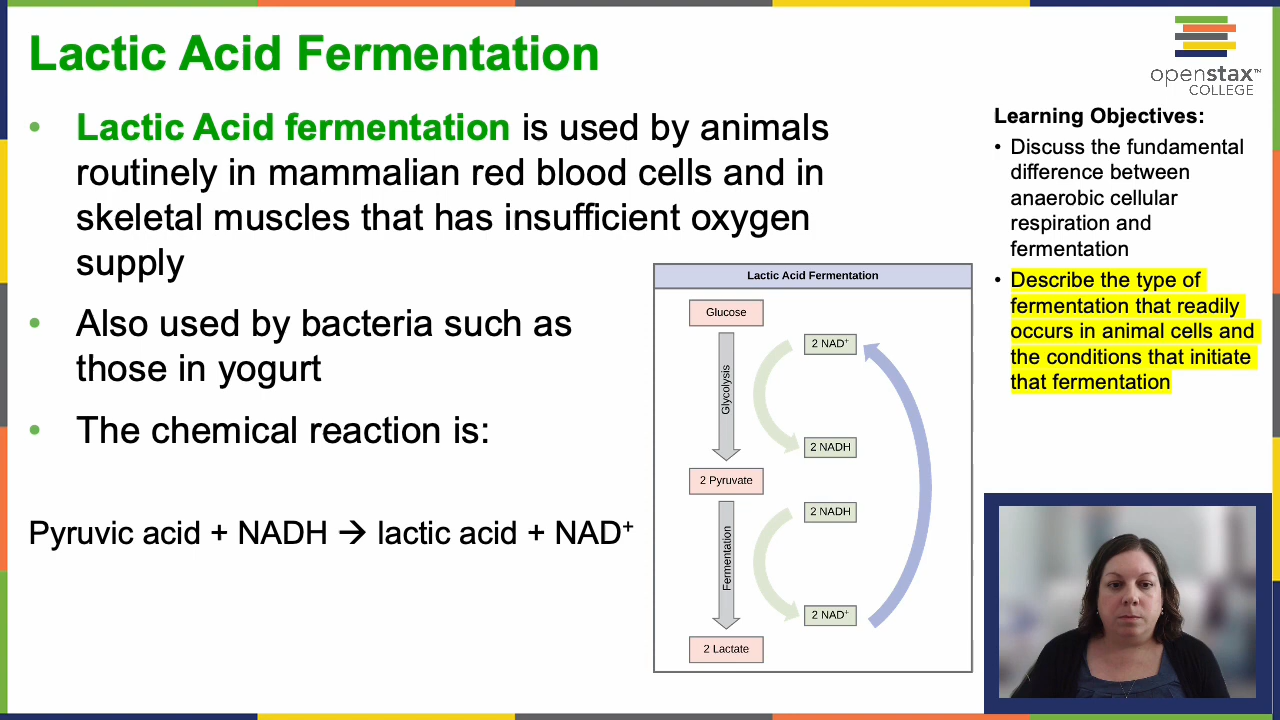 Lactic Acid Fermentation
• Lactic Acid fermentation is used by animals
routinely in mammalian red blood cells and in
skeletal muscles that has insufficient oxygen
supply
• Also used by bacteria such as
those in yogurt
• The chemical reaction is:
Pyruvic acid + NADH → lactic acid + NAD⁺
Lactic Acid Fermentation
Glucose
2 NAD⁺
Glycolysis
2 NADH
2 Pyruvate
2 NADH
Fermentation
2 NAD⁺
2 Lactate
openstax™
COLLEGE
Learning Objectives:
• Discuss the fundamental
difference between
anaerobic cellular
respiration and
fermentation
• Describe the type of
fermentation that readily
occurs in animal cells and
the conditions that initiate
that fermentation